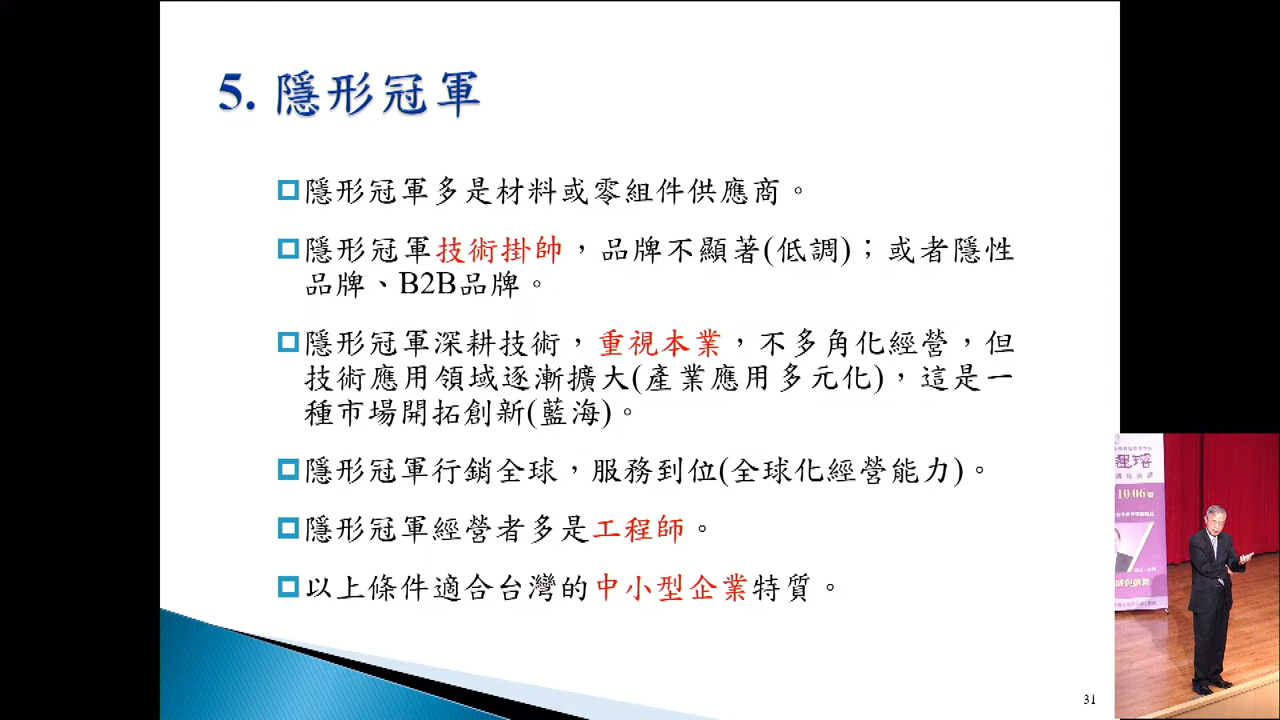 5. 隱形冠軍
隱形冠軍多是材料或零組件供應商。
隱形冠軍技術掛帥，品牌不顯著(低調)；或者隱性
品牌、B2B品牌。
隱形冠軍深耕技術，重視本業，不多角化經營，但
技術應用領域逐漸擴大(產業應用多元化)，這是一
種市場開拓創新(藍海)。
隱形冠軍行銷全球，服務到位(全球化經營能力)。
隱形冠軍經營者多是工程師。
以上條件適合台灣的中小型企業特質。
31
10/06